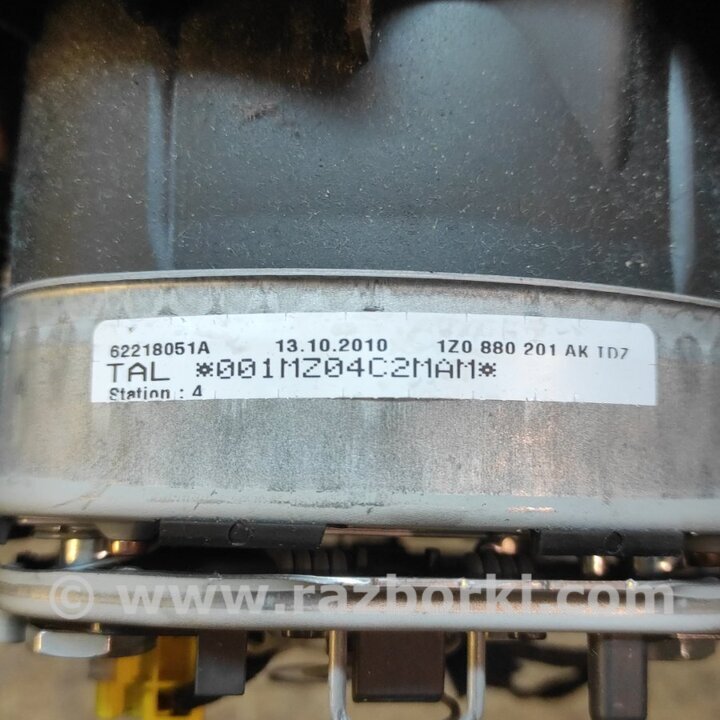 62218051A 13.10.2010 1Z0 880 201 AK TD7
TAL *001MZ04C2MAM*
Station : 4
© www.razborki.com